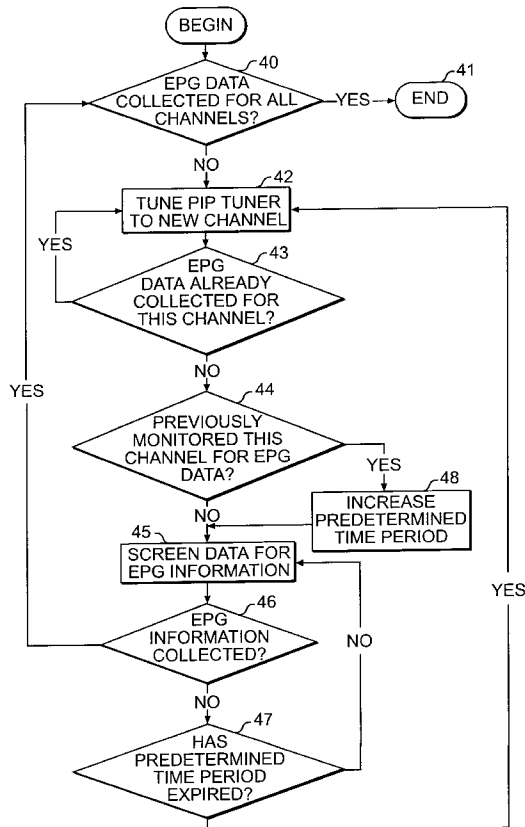 BEGIN
40
EPG DATA
COLLECTED FOR ALL
CHANNELS?
YES
41
END
NO
42
TUNE PIP TUNER
TO NEW CHANNEL
YES
43
EPG
DATA ALREADY
COLLECTED FOR
THIS CHANNEL?
NO
YES
44
PREVIOUSLY
MONITORED THIS
CHANNEL FOR EPG
DATA?
YES
48
INCREASE
PREDETERMINED
TIME PERIOD
NO
45
SCREEN DATA FOR
EPG INFORMATION
YES
46
EPG
INFORMATION
COLLECTED?
NO
NO
47
HAS
PREDETERMINED
TIME PERIOD
EXPIRED?